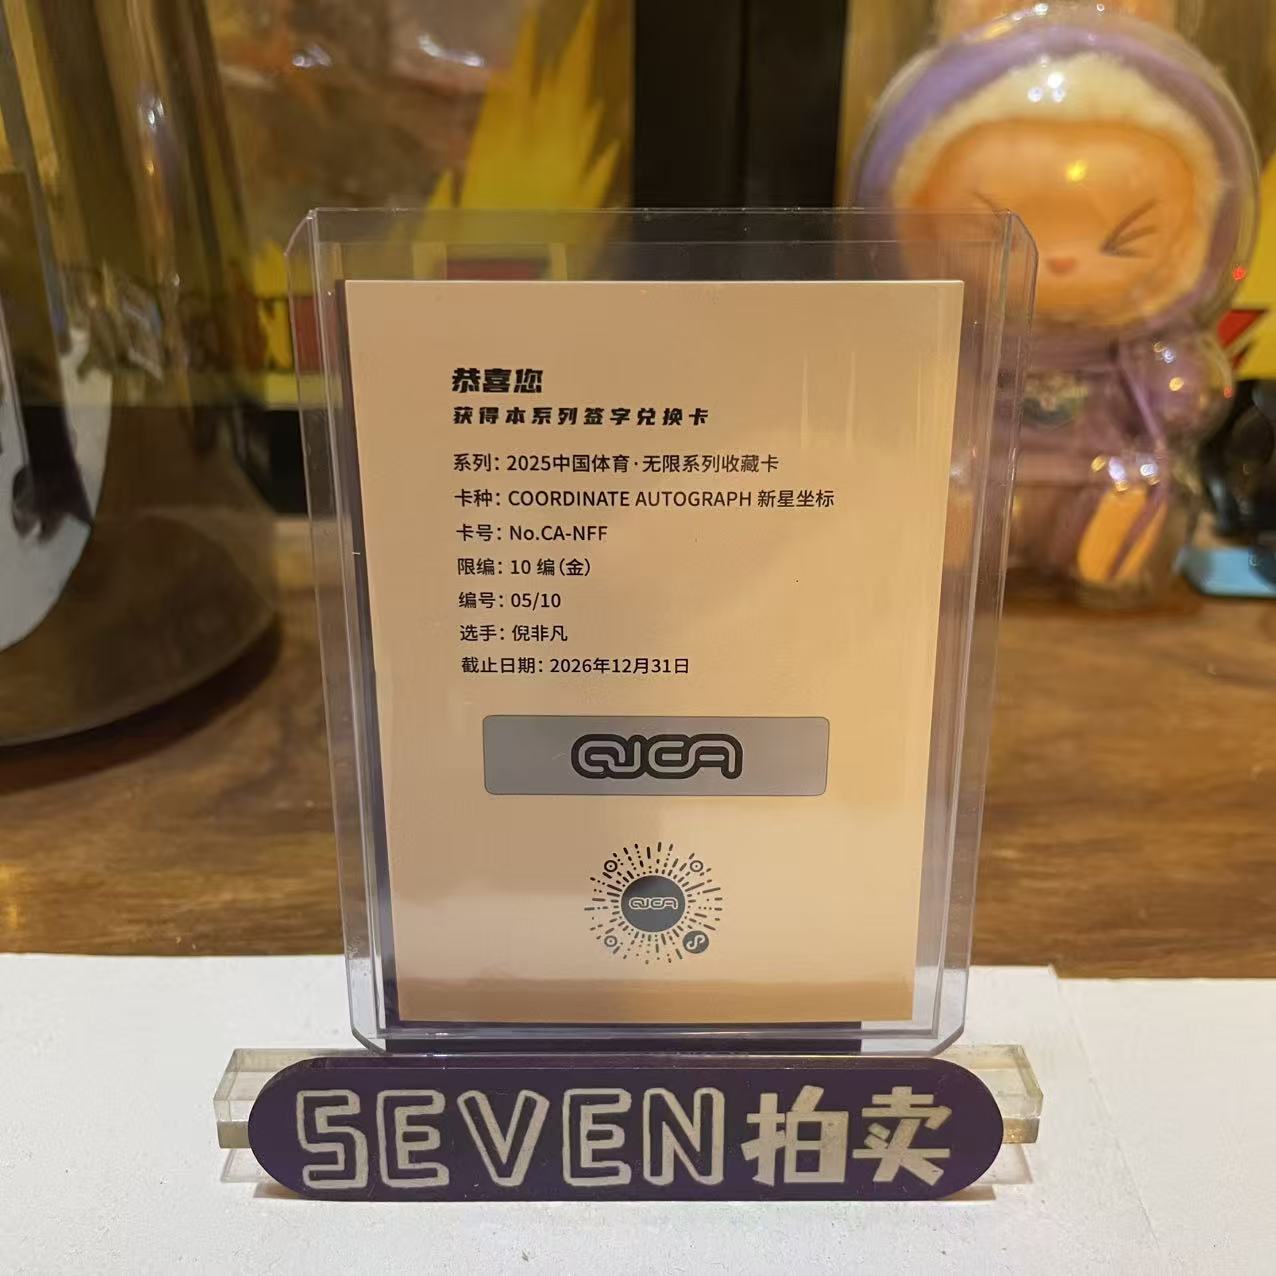 恭喜您
获得本系列签字兑换卡
系列：2025中国体育·无限系列收藏卡
卡种：COORDINATE AUTOGRAPH 新星坐标
卡号：No.CA-NFF
限编：10 编（金）
编号：05/10
选手：倪非凡
截止日期：2026年12月31日
SEVEN拍卖